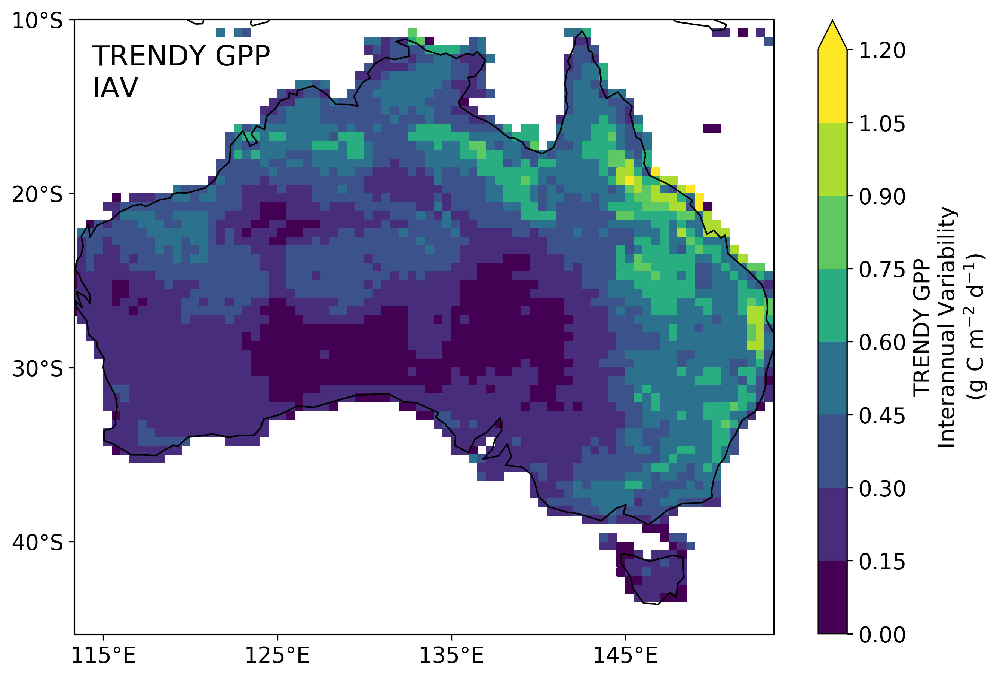 TRENDY GPP
IAV
10°S
20°S
30°S
40°S
115°E
125°E
135°E
145°E
1.20
1.05
0.90
0.75
0.60
0.45
0.30
0.15
0.00
TRENDY GPP
Interannual Variability
(g C m⁻² d⁻¹)